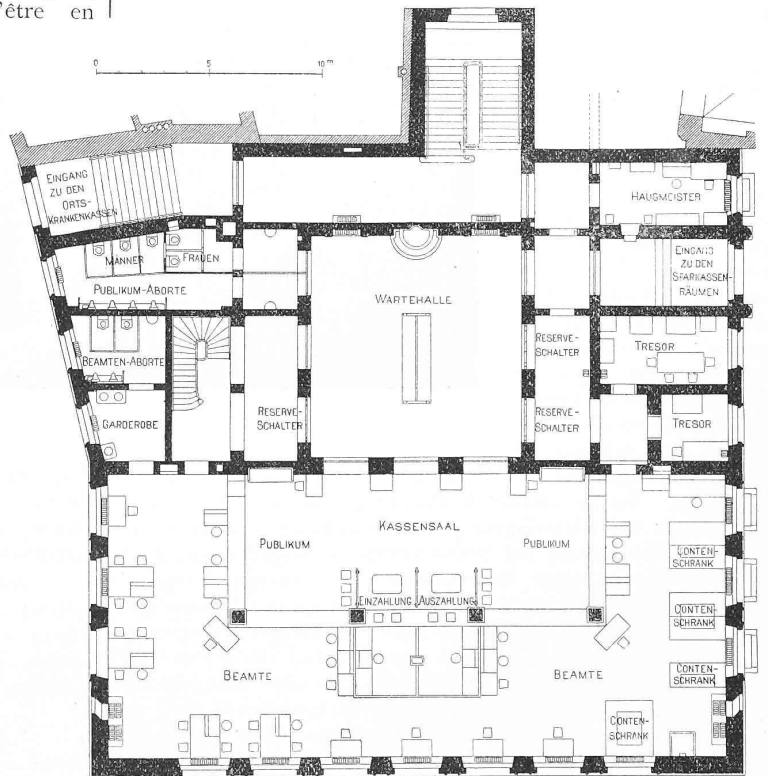 'être en
0 5 10 m
EINGANG
ZU DEN
ORTS-
KRANKENKASSEN
MÄNNER
FRAUEN
PUBLIKUM-ABORTE
BEAMTEN-ABORTE
GARDEROBE
RESERVE-
SCHALTER
WARTEHALLE
RESERVE-
SCHALTER
RESERVE-
SCHALTER
HAUSMEISTER
EINGANG
ZU DEN
SPARKASSEN-
RÄUMEN
TRESOR
TRESOR
KASSENSAAL
PUBLIKUM
PUBLIKUM
EINZAHLUNG
AUSZAHLUNG
CONTEN-
SCHRANK
CONTEN-
SCHRANK
CONTEN-
SCHRANK
BEAMTE
BEAMTE
CONTEN-
SCHRANK